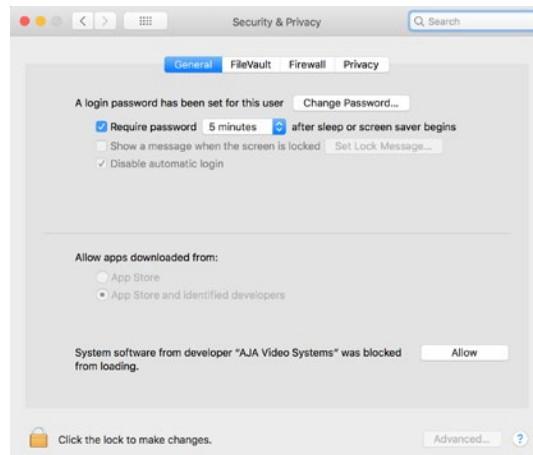 Security & Privacy
Search
General FileVault Firewall Privacy
A login password has been set for this user Change Password...
Require password 5 minutes after sleep or screen saver begins
Show a message when the screen is locked Set Lock Message...
Disable automatic login
Allow apps downloaded from:
App Store
App Store and identified developers
System software from developer "AJA Video Systems" was blocked Allow
from loading.
Click the lock to make changes. Advanced... ?